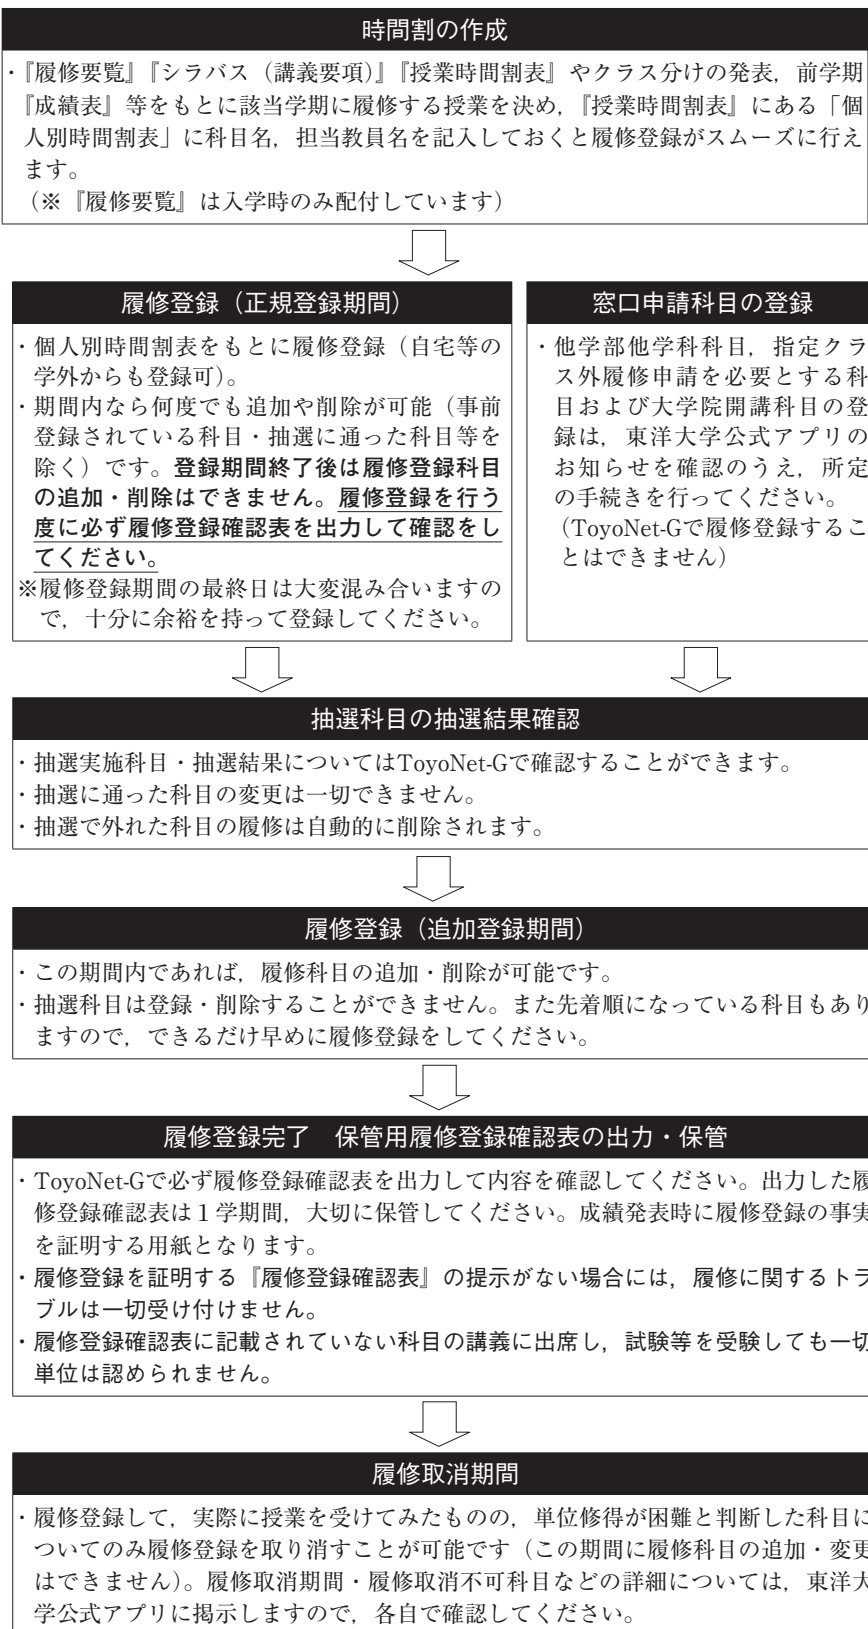 時間割の作成
・『履修要覧』『シラバス（講義要項）』『授業時間割表』やクラス分けの発表，前学期
『成績表』等をもとに該当学期に履修する授業を決め，『授業時間割表』にある「個
人別時間割表」に科目名，担当教員名を記入しておくと履修登録がスムーズに行え
ます。
（※『履修要覧』は入学時のみ配付しています）
履修登録（正規登録期間）
・個人別時間割表をもとに履修登録（自宅等の
学外からも登録可）。
・期間内なら何度でも追加や削除が可能（事前
登録されている科目・抽選に通った科目等を
除く）です。登録期間終了後は履修登録科目
の追加・削除はできません。履修登録を行う
度に必ず履修登録確認表を出力して確認をし
てください。
※履修登録期間の最終日は大変混み合いますの
で，十分に余裕を持って登録してください。
窓口申請科目の登録
・他学部他学科科目，指定クラ
ス外履修申請を必要とする科
目および大学院開講科目の登
録は，東洋大学公式アプリの
お知らせを確認のうえ，所定
の手続きを行ってください。
（ToyoNet-Gで履修登録するこ
とはできません）
抽選科目の抽選結果確認
・抽選実施科目・抽選結果についてはToyoNet-Gで確認することができます。
・抽選に通った科目の変更は一切できません。
・抽選で外れた科目の履修は自動的に削除されます。
履修登録（追加登録期間）
・この期間内であれば，履修科目の追加・削除が可能です。
・抽選科目は登録・削除することができません。また先着順になっている科目もあり
ますので，できるだけ早めに履修登録をしてください。
履修登録完了　保管用履修登録確認表の出力・保管
・ToyoNet-Gで必ず履修登録確認表を出力して内容を確認してください。出力した履
修登録確認表は１学期間，大切に保管してください。成績発表時に履修登録の事実
を証明する用紙となります。
・履修登録を証明する『履修登録確認表』の提示がない場合には，履修に関するトラ
ブルは一切受け付けません。
・履修登録確認表に記載されていない科目の講義に出席し，試験等を受験しても一切
単位は認められません。
履修取消期間
・履修登録して，実際に授業を受けてみたものの，単位修得が困難と判断した科目に
ついてのみ履修登録を取り消すことが可能です（この期間に履修科目の追加・変更
はできません）。履修取消期間・履修取消不可科目などの詳細については，東洋大
学公式アプリに掲示しますので，各自で確認してください。